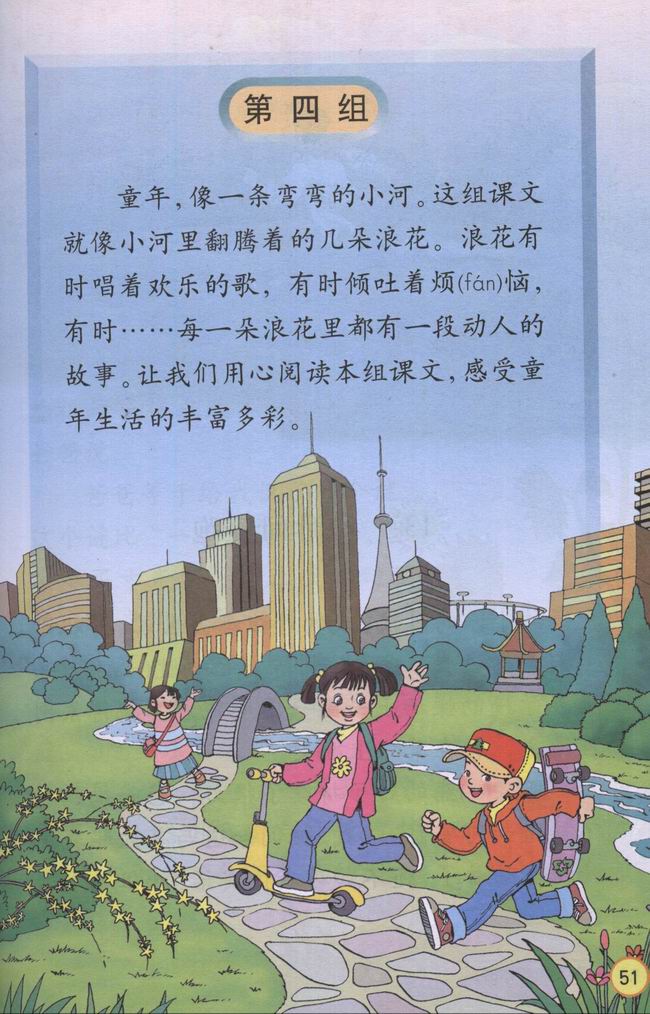 第四组
童年，像一条弯弯的小河。这组课文
就像小河里翻腾着的几朵浪花。浪花有
时唱着欢乐的歌，有时倾吐着烦(fán)恼，
有时……每一朵浪花里都有一段动人的
故事。让我们用心阅读本组课文，感受童
年生活的丰富多彩。
51